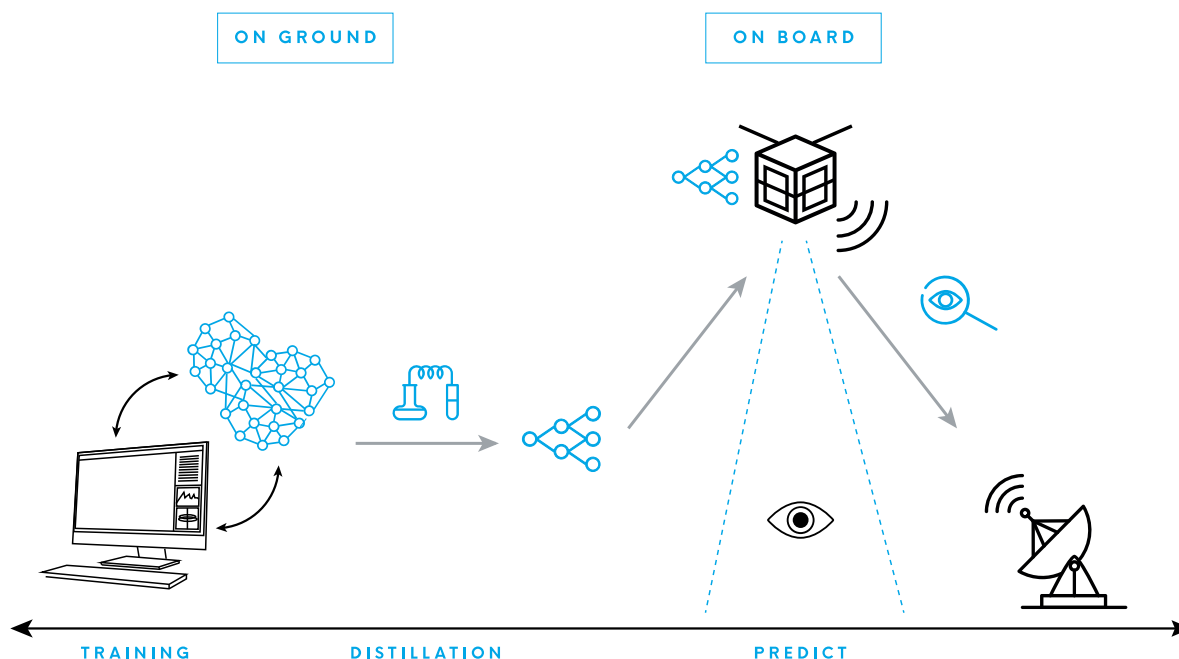 ON GROUND
ON BOARD
TRAINING
DISTILLATION
PREDICT